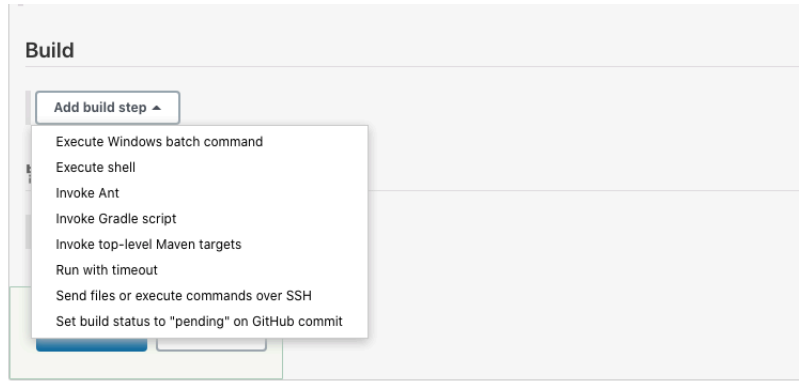 Build
Add build step
Execute Windows batch command
Execute shell
Invoke Ant
Invoke Gradle script
Invoke top-level Maven targets
Run with timeout
Send files or execute commands over SSH
Set build status to "pending" on GitHub commit